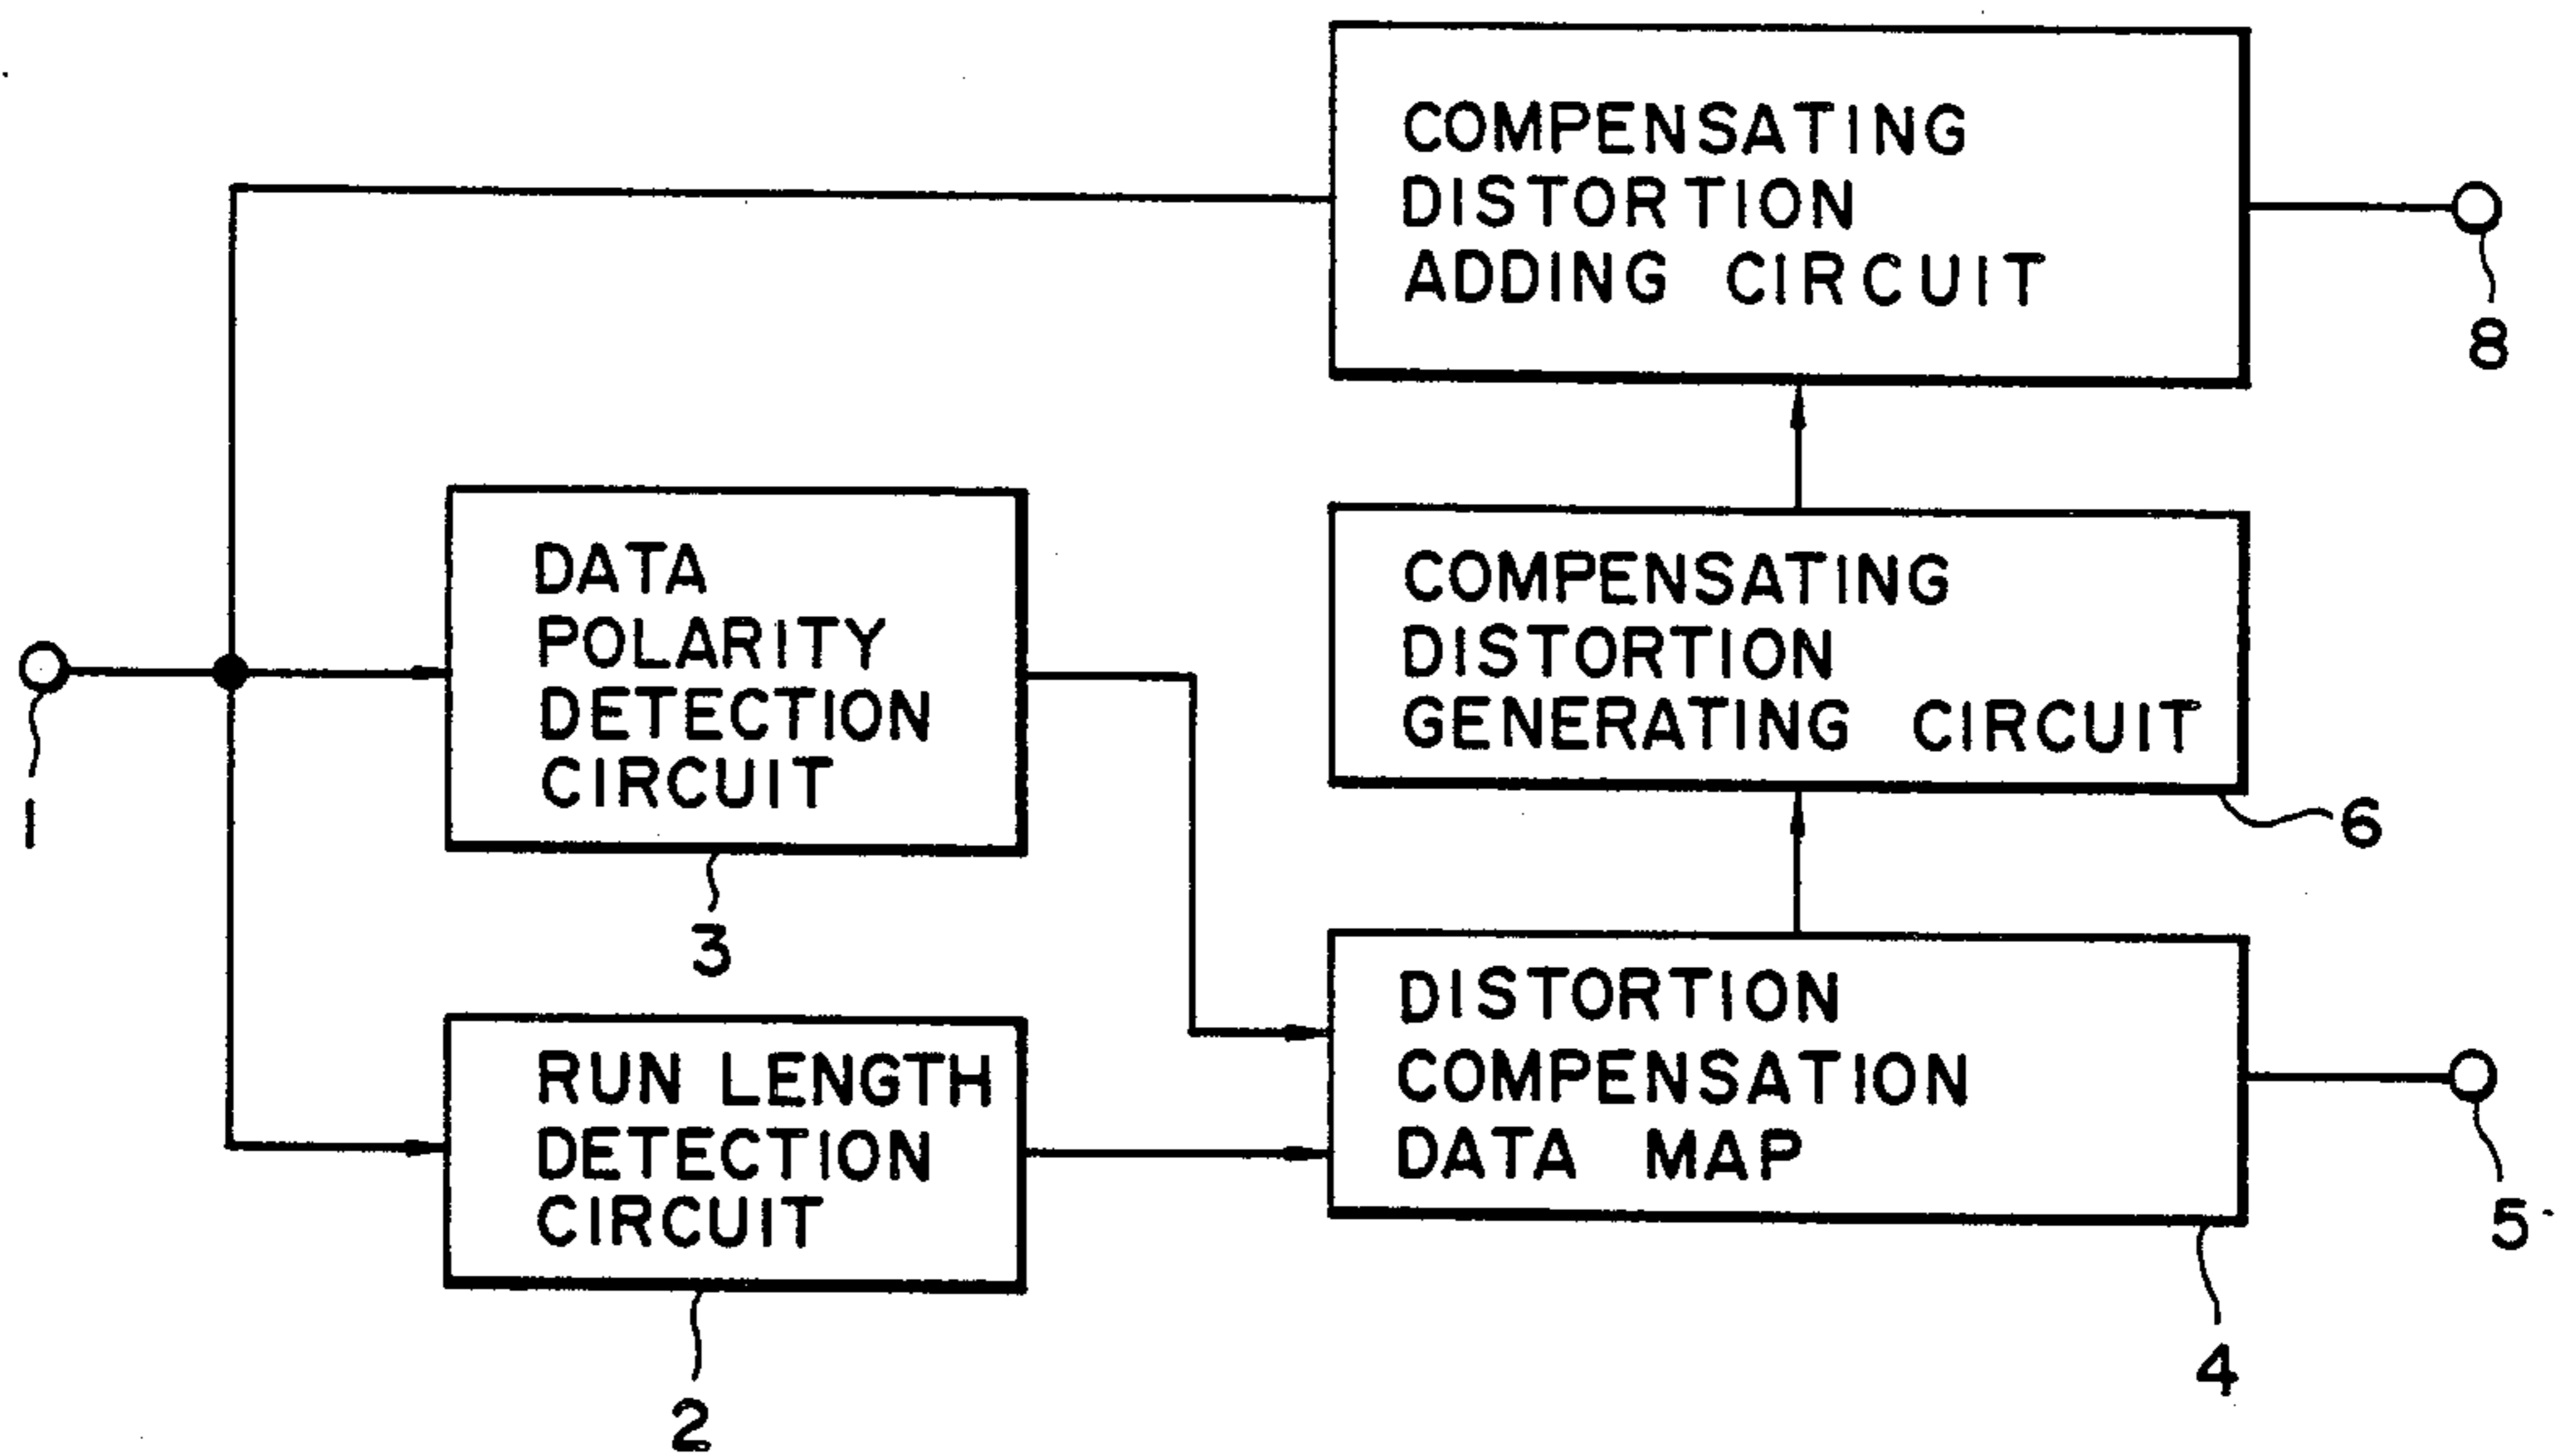 COMPENSATING
DISTORTION
ADDING CIRCUIT
8
DATA
POLARITY
DETECTION
CIRCUIT
3
1
COMPENSATING
DISTORTION
GENERATING CIRCUIT
6
RUN LENGTH
DETECTION
CIRCUIT
2
DISTORTION
COMPENSATION
DATA MAP
5
4